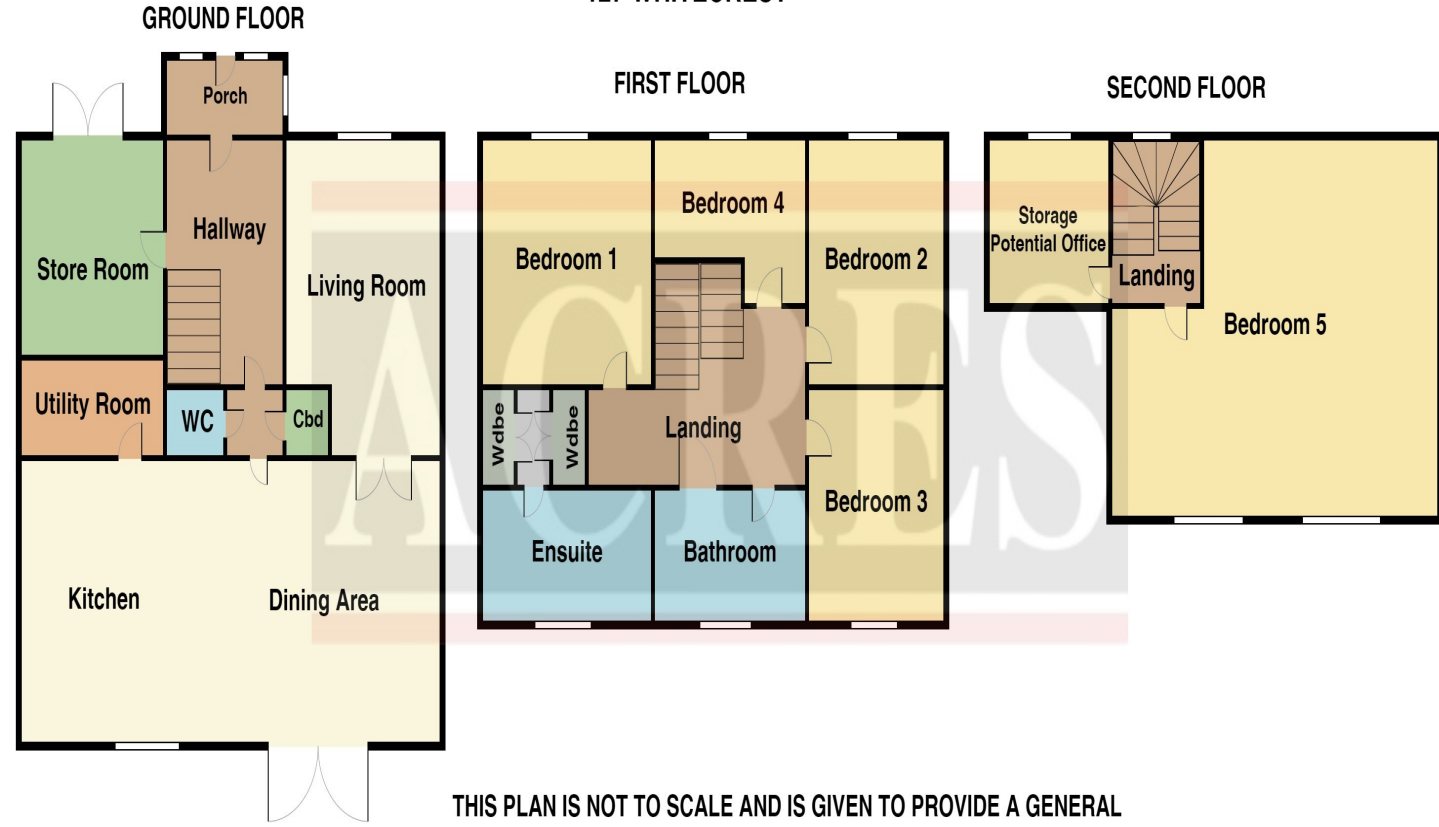 GROUND FLOOR
Porch
Hallway
Store Room
Living Room
Utility Room
WC
Cbd
Kitchen
Dining Area
FIRST FLOOR
Bedroom 4
Bedroom 1
Bedroom 2
Wdbe
Wdbe
Landing
Bedroom 3
Ensuite
Bathroom
SECOND FLOOR
Storage
Potential Office
Landing
Bedroom 5
ACRES
THIS PLAN IS NOT TO SCALE AND IS GIVEN TO PROVIDE A GENERAL